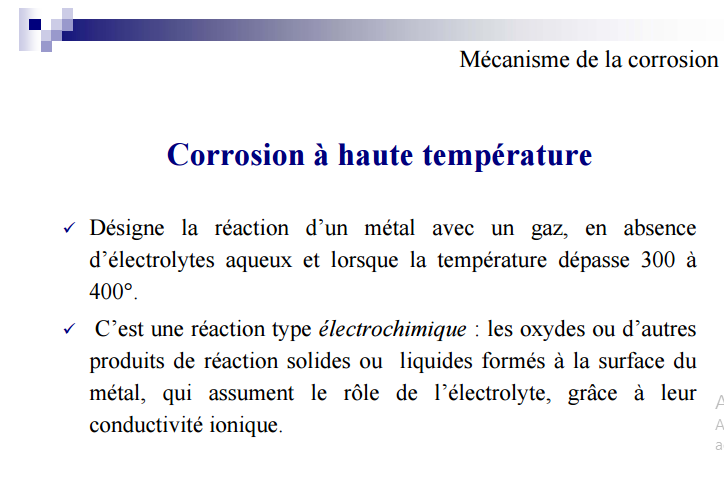 Mécanisme de la corrosion
Corrosion à haute température
✓ Désigne la réaction d’un métal avec un gaz, en absence
d’électrolytes aqueux et lorsque la température dépasse 300 à
400°.
✓ C’est une réaction type électrochimique : les oxydes ou d’autres
produits de réaction solides ou liquides formés à la surface du
métal, qui assument le rôle de l’électrolyte, grâce à leur
conductivité ionique.
A
A
a